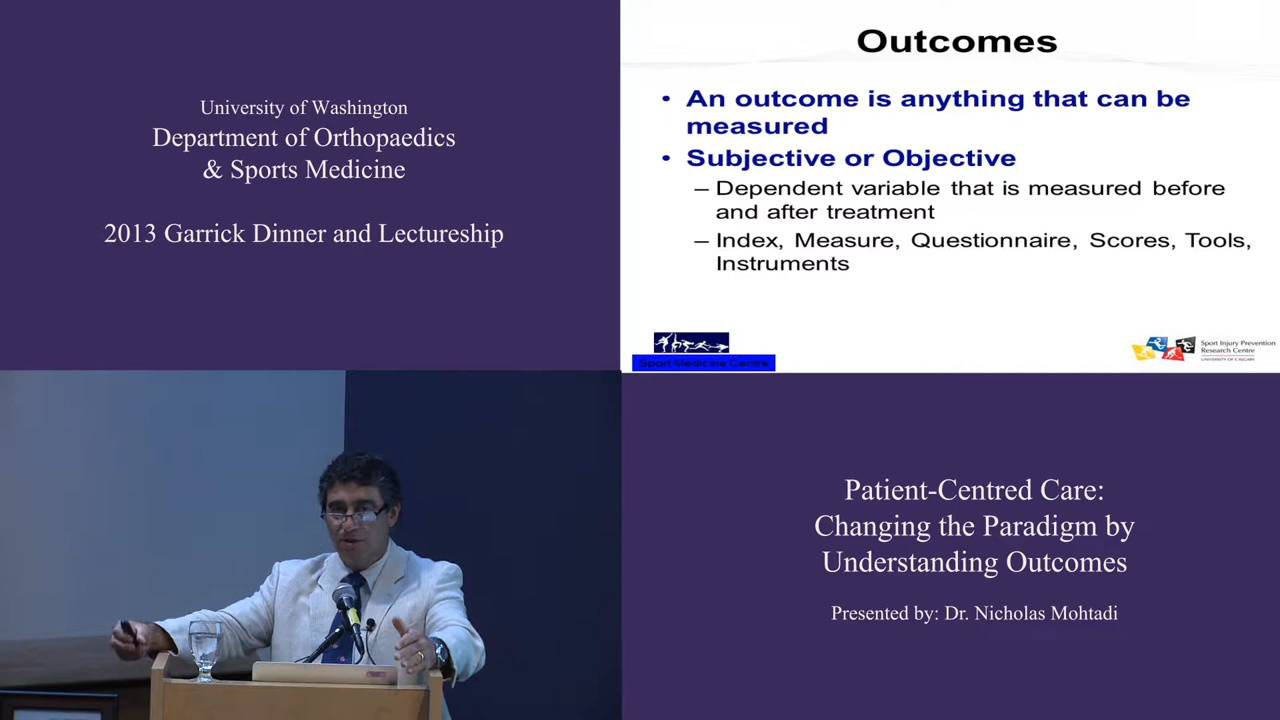 University of Washington
Department of Orthopaedics
& Sports Medicine
2013 Garrick Dinner and Lectureship
Outcomes
• An outcome is anything that can be
measured
• Subjective or Objective
– Dependent variable that is measured before
and after treatment
– Index, Measure, Questionnaire, Scores, Tools,
Instruments
Sport Medicine Centre
Sport Injury Prevention
Research Centre
UNIVERSITY OF CALGARY
Patient-Centred Care:
Changing the Paradigm by
Understanding Outcomes
Presented by: Dr. Nicholas Mohtadi